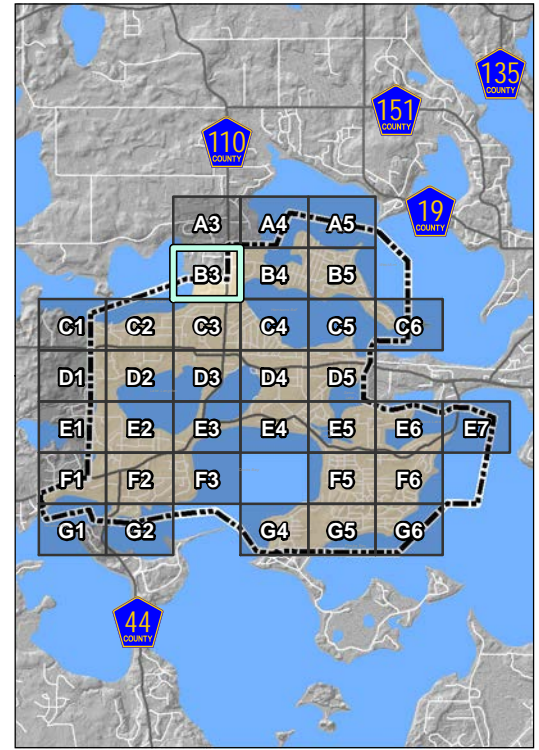 135
COUNTY
151
COUNTY
110
COUNTY
19
COUNTY
A3 A4 A5
B3 B4 B5
C1 C2 C3 C4 C5 C6
D1 D2 D3 D4 D5
E1 E2 E3 E4 E5 E6 E7
F1 F2 F3 F5 F6
G1 G2 G4 G5 G6
44
COUNTY